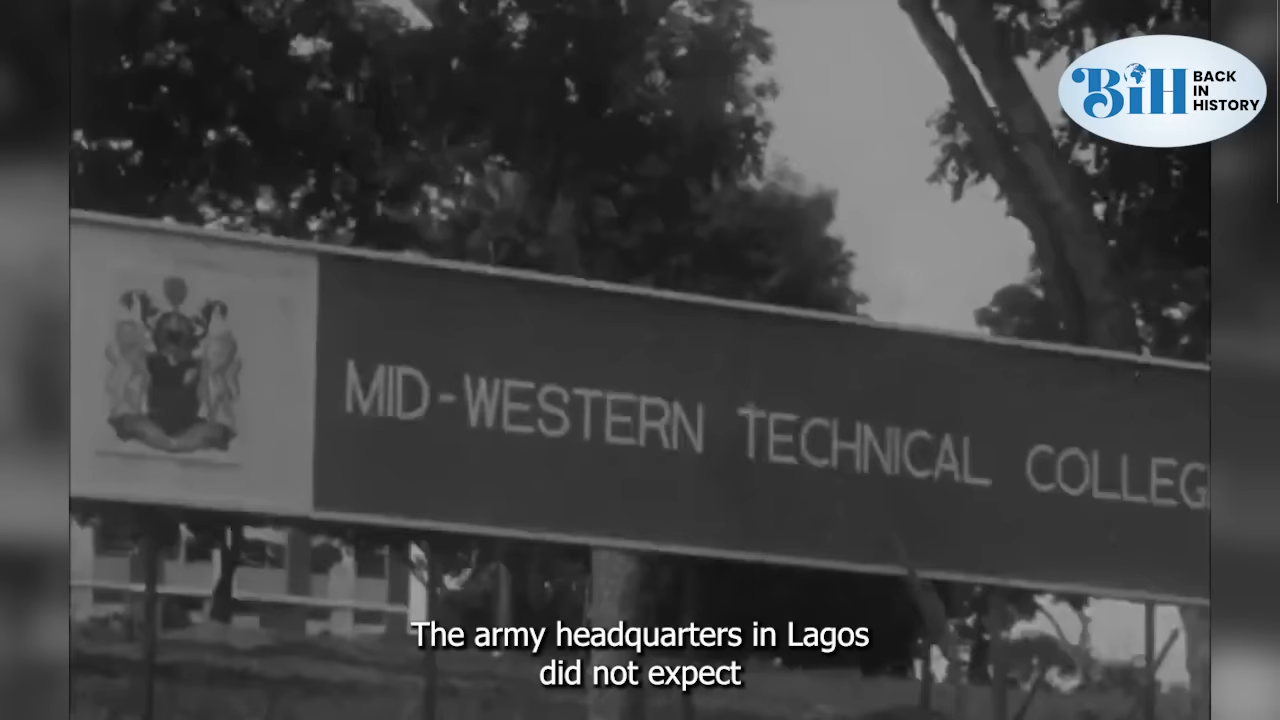 BiH BACK
IN
HISTORY
MID-WESTERN TECHNICAL COLLEG
The army headquarters in Lagos
did not expect